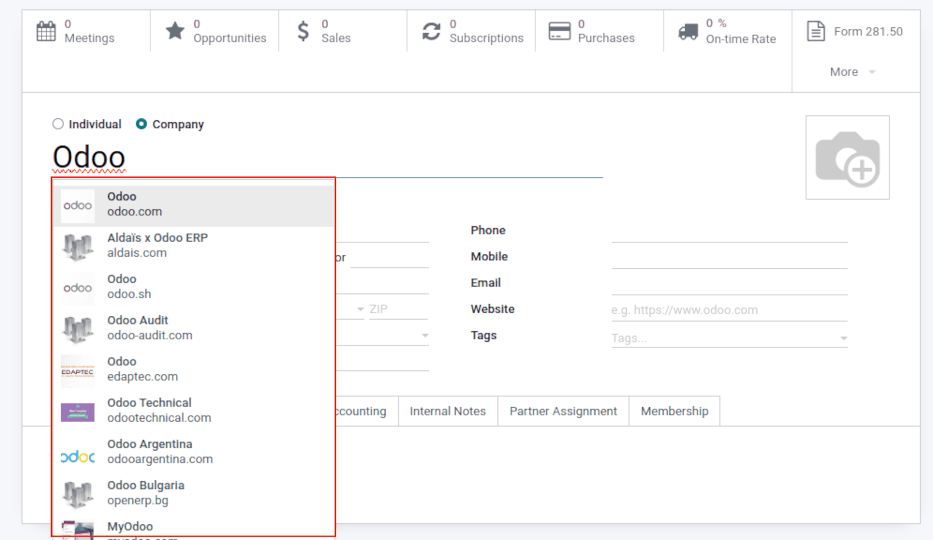 0
Meetings
0
Opportunities
0
Sales
0
Subscriptions
0
Purchases
0 %
On-time Rate
Form 281.50
More
Individual
Company
Odoo
odoo
Odoo
odoo.com
Aldaïs x Odoo ERP
aldais.com
odoo
Odoo
odoo.sh
Odoo Audit
odoo-audit.com
EDAPTEC
Odoo
edaptec.com
Odoo Technical
odootechnical.com
odoo
Odoo Argentina
odooargentina.com
Odoo Bulgaria
openerp.bg
MyOdoo
or
ZIP
Phone
Mobile
Email
Website
e.g. https://www.odoo.com
Tags
Tags...
ccounting
Internal Notes
Partner Assignment
Membership